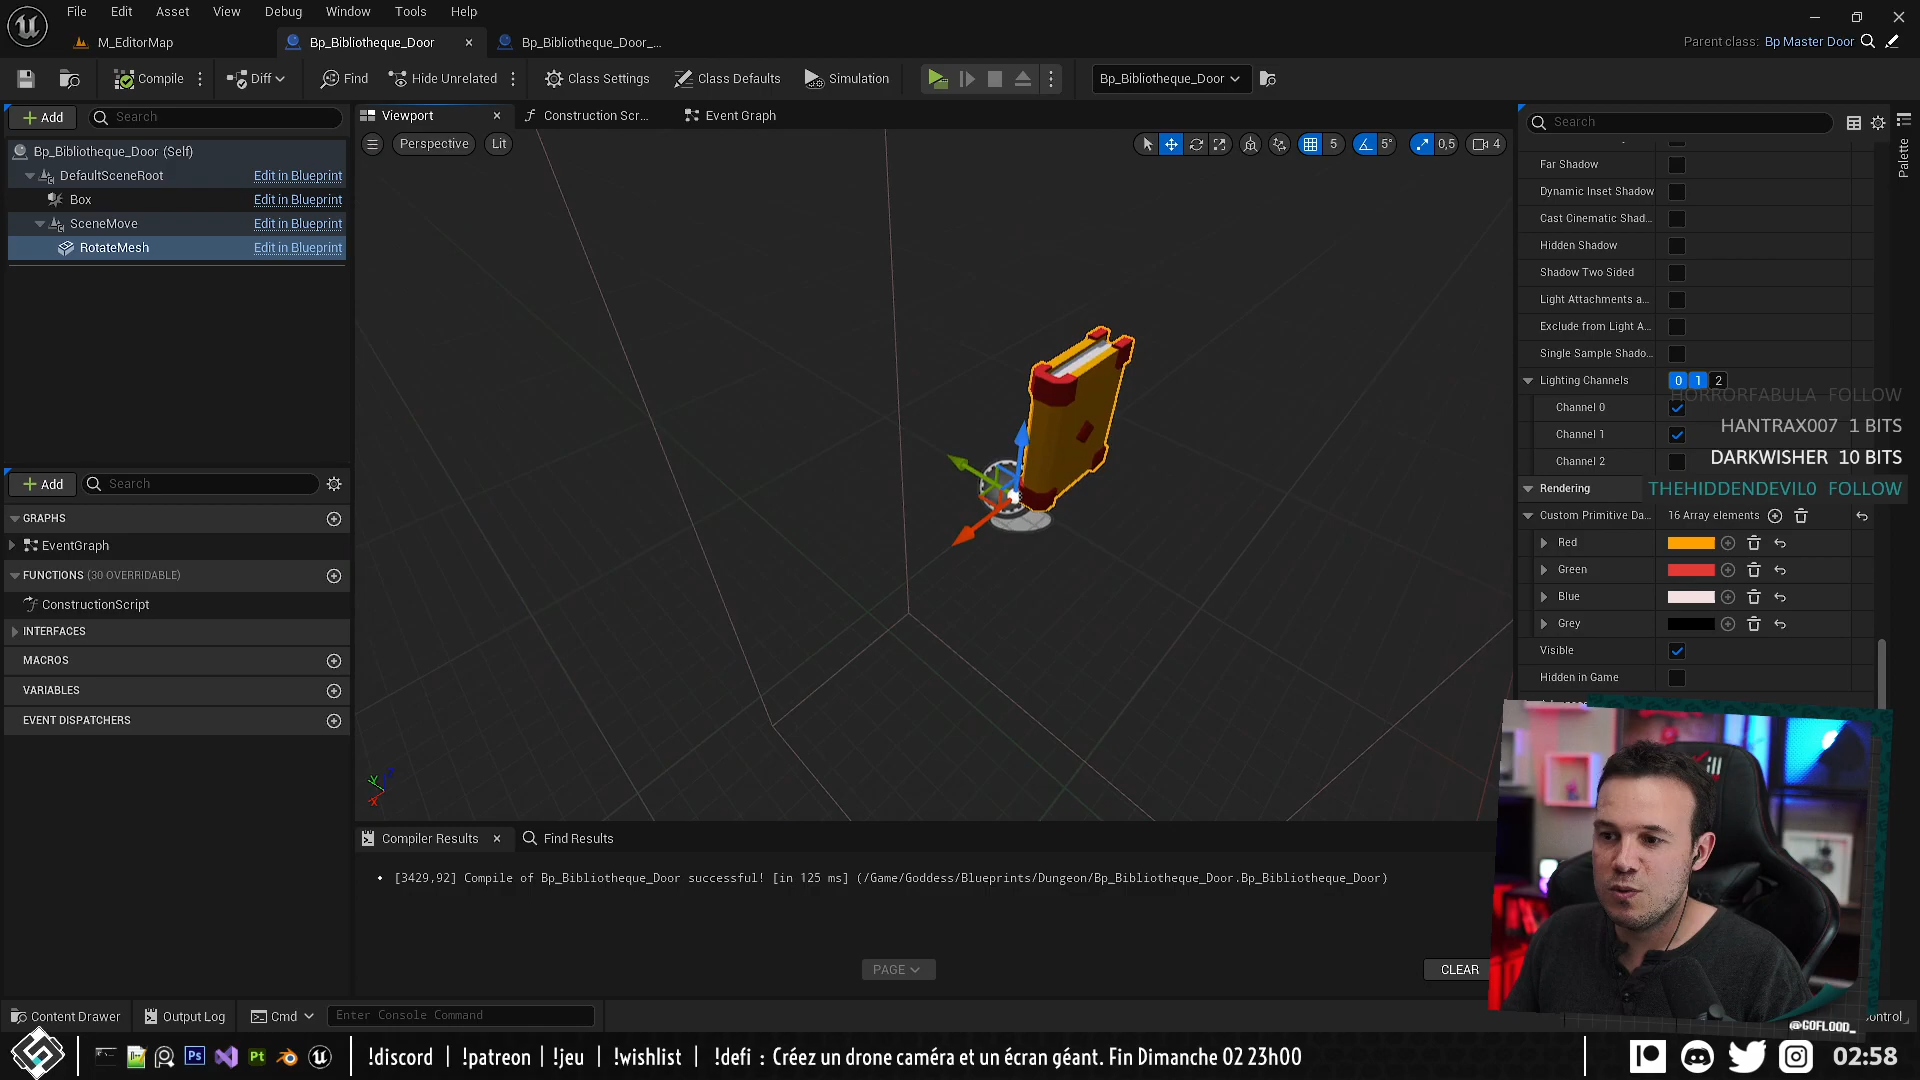 File Edit Asset View Debug Window Tools Help
M_EditorMap
Bp_Bibliotheque_Door
Bp_Bibliotheque_Door_...
Parent class: Bp Master Door
Compile
Diff
Find
Hide Unrelated
Class Settings
Class Defaults
Simulation
Bp_Bibliotheque_Door
Add
Search
Bp_Bibliotheque_Door (Self)
DefaultSceneRoot Edit in Blueprint
Box Edit in Blueprint
SceneMove Edit in Blueprint
RotateMesh Edit in Blueprint
Add
Search
GRAPHS
EventGraph
FUNCTIONS (30 OVERRIDABLE)
ConstructionScript
INTERFACES
MACROS
VARIABLES
EVENT DISPATCHERS
Viewport
Construction Scr...
Event Graph
Perspective
Lit
5
5°
0,5
4
Y
X
Compiler Results
Find Results
[3429,92] Compile of Bp_Bibliotheque_Door successful! [in 125 ms] (/Game/Goddess/Blueprints/Dungeon/Bp_Bibliotheque_Door.Bp_Bibliotheque_Door)
PAGE
CLEAR
Search
Palette
Far Shadow
Dynamic Inset Shadow
Cast Cinematic Shad...
Hidden Shadow
Shadow Two Sided
Light Attachments a...
Exclude from Light A...
Single Sample Shado...
Lighting Channels 0 1 2
HORRORFABULA FOLLOW
Channel 0
HANTRAX007 1 BITS
Channel 1
DARKWISHER 10 BITS
Channel 2
Rendering
THEHIDDENDEVIL0 FOLLOW
Custom Primitive Da... 16 Array elements
Red
Green
Blue
Grey
Visible
Hidden in Game
Content Drawer
Output Log
Cmd
Enter Console Command
@GOFLOOD_
!discord | !patreon | !jeu | !wishlist | !defi : Créez un drone caméra et un écran géant. Fin Dimanche 02 23h00
Ps
Pt
02:58